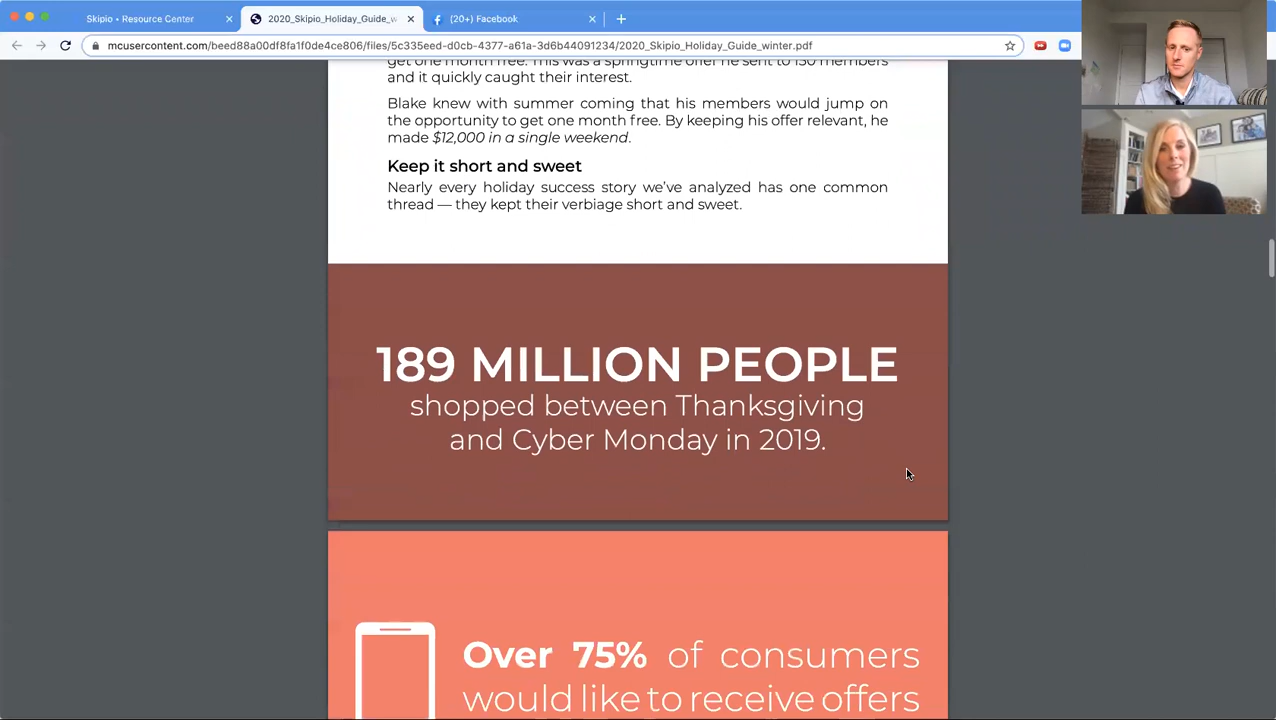 Skipio • Resource Center
2020_Skipio_Holiday_Guide_w
(20+) Facebook
mcusercontent.com/beed88a00df8fa1f0de4ce806/files/5c335eed-d0cb-4377-a61a-3d6b44091234/2020_Skipio_Holiday_Guide_winter.pdf
get one month free. This was a springtime offer he sent to 130 members
and it quickly caught their interest.
Blake knew with summer coming that his members would jump on
the opportunity to get one month free. By keeping his offer relevant, he
made $12,000 in a single weekend.
Keep it short and sweet
Nearly every holiday success story we've analyzed has one common
thread — they kept their verbiage short and sweet.
189 MILLION PEOPLE
shopped between Thanksgiving
and Cyber Monday in 2019.
Over 75% of consumers
would like to receive offers